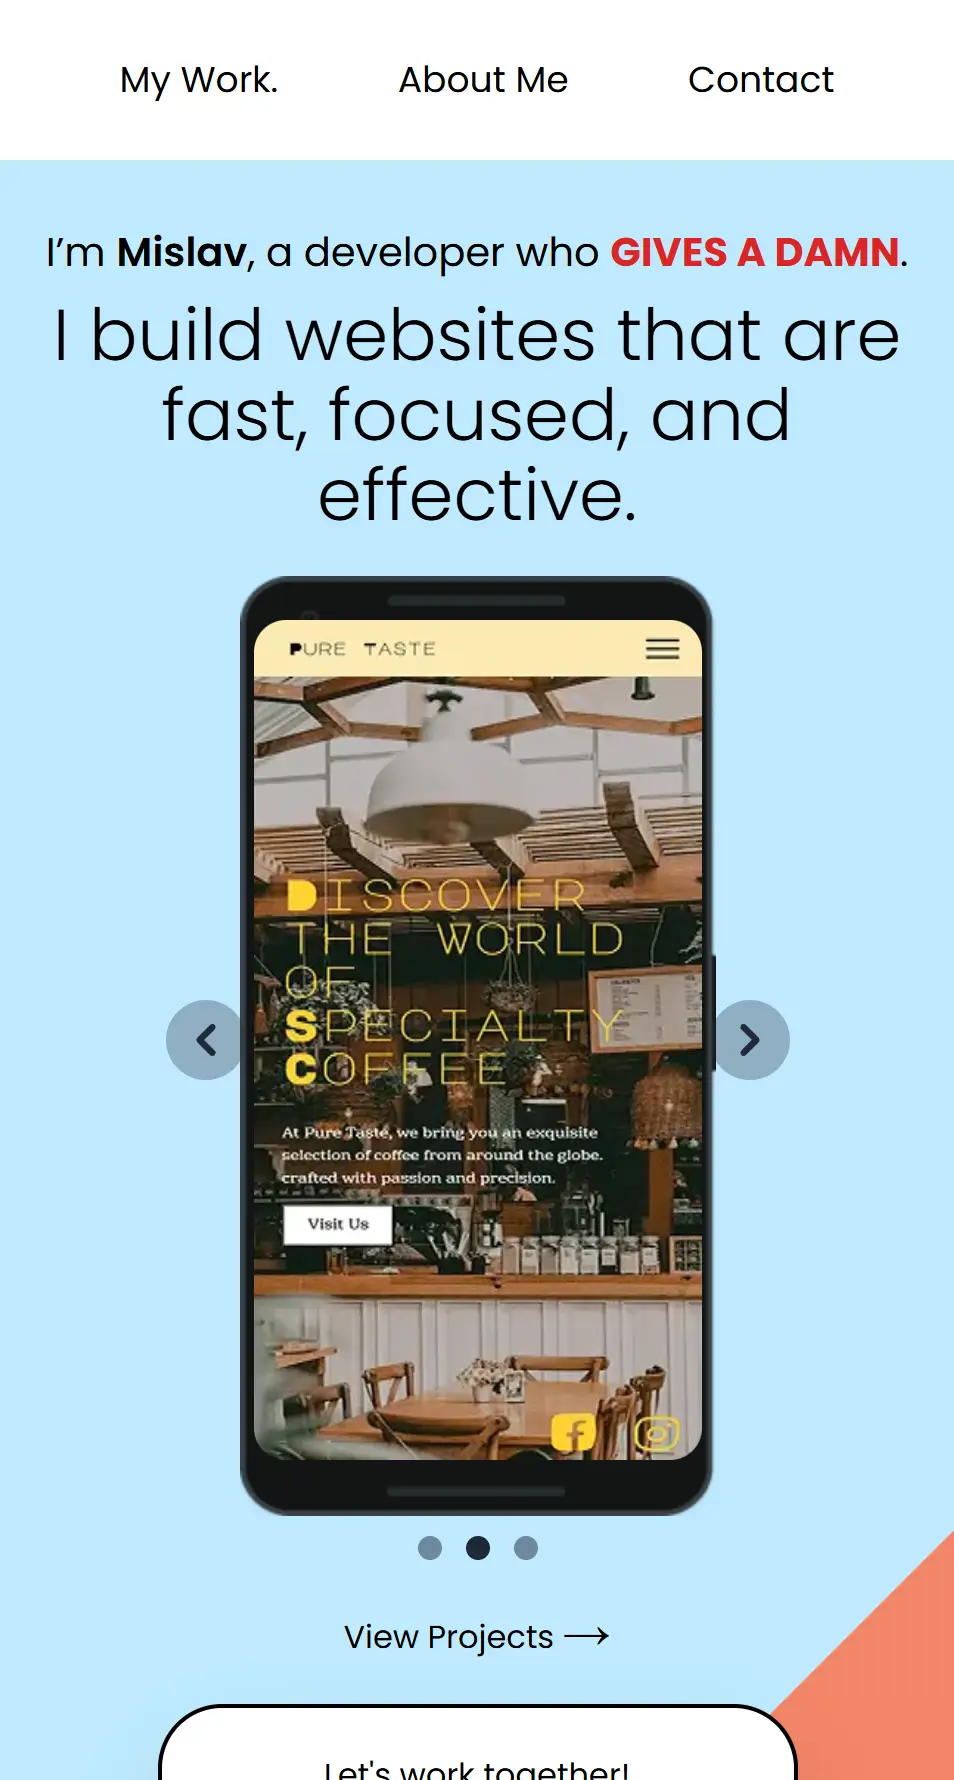 My Work. About Me Contact
I’m Mislav, a developer who GIVES A DAMN.
I build websites that are
fast, focused, and
effective.
PURE TASTE
DISCOVER
THE WORLD
OF
SPECIALTY
COFFEE
At Pure Taste, we bring you an exquisite
selection of coffee from around the globe.
crafted with passion and precision.
Visit Us
View Projects →
Let's work together!